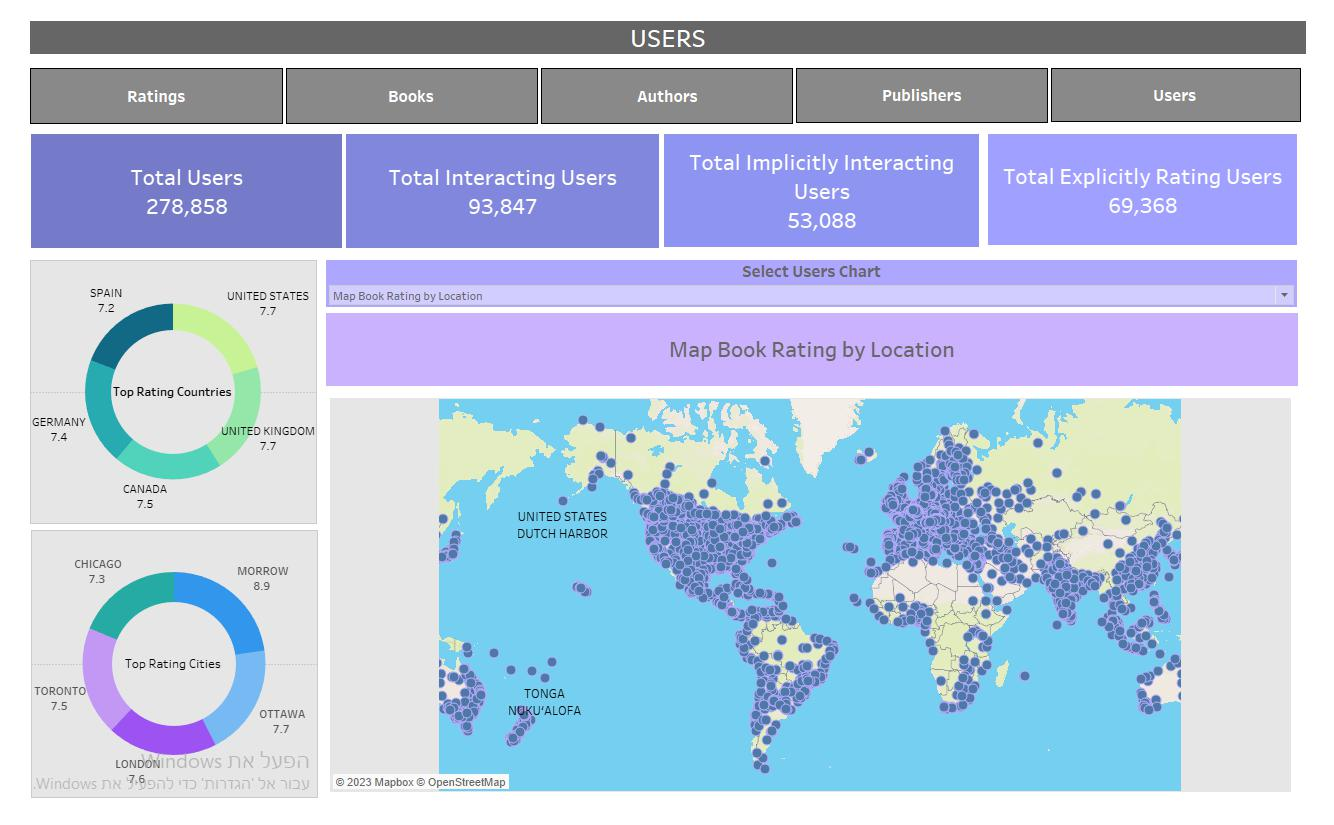 USERS
Ratings
Books
Authors
Publishers
Users
Total Users
278,858
Total Interacting Users
93,847
Total Implicitly Interacting
Users
53,088
Total Explicitly Rating Users
69,368
SPAIN
7.2
UNITED STATES
7.7
Top Rating Countries
GERMANY
7.4
UNITED KINGDOM
7.7
CANADA
7.5
Select Users Chart
Map Book Rating by Location
Map Book Rating by Location
UNITED STATES
DUTCH HARBOR
TONGA
NUKUʻALOFA
© 2023 Mapbox © OpenStreetMap
CHICAGO
7.3
MORROW
8.9
Top Rating Cities
TORONTO
7.5
OTTAWA
7.7
LONDON
7.6
הפעל את Windows
עבור אל 'הגדרות' כדי להפעיל את Windows.